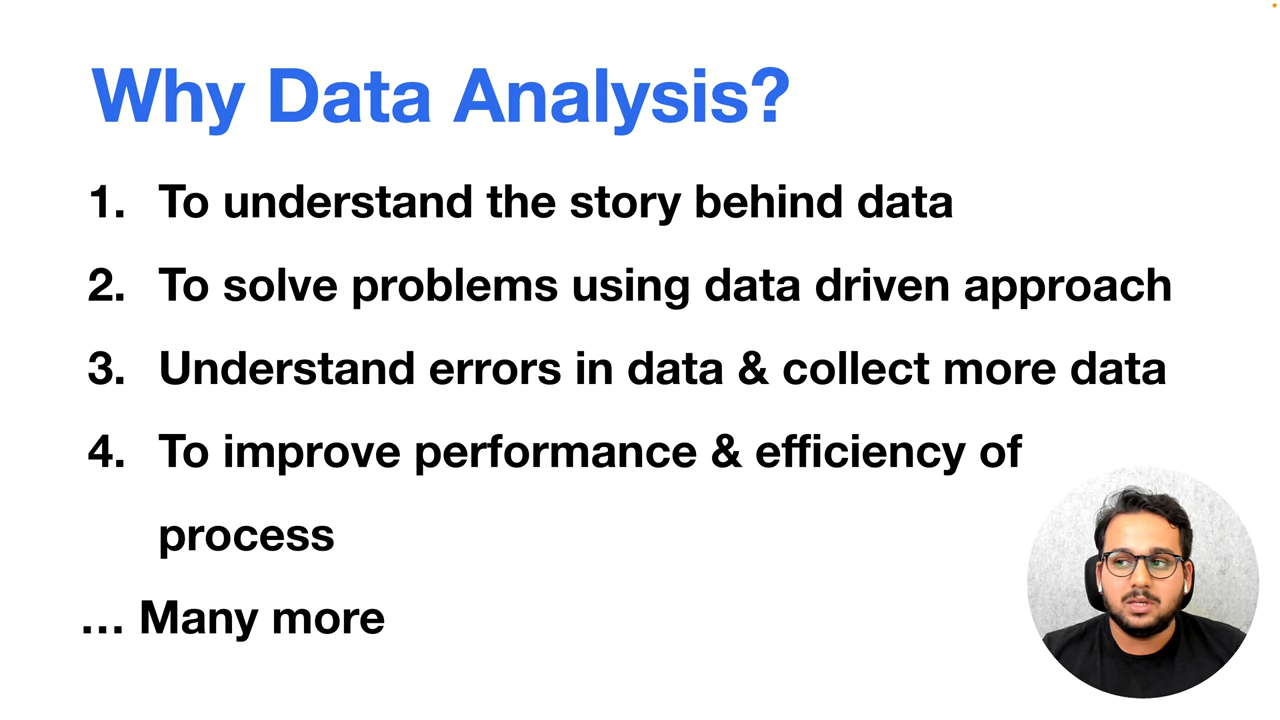 Why Data Analysis?
1. To understand the story behind data
2. To solve problems using data driven approach
3. Understand errors in data & collect more data
4. To improve performance & efficiency of
process
... Many more